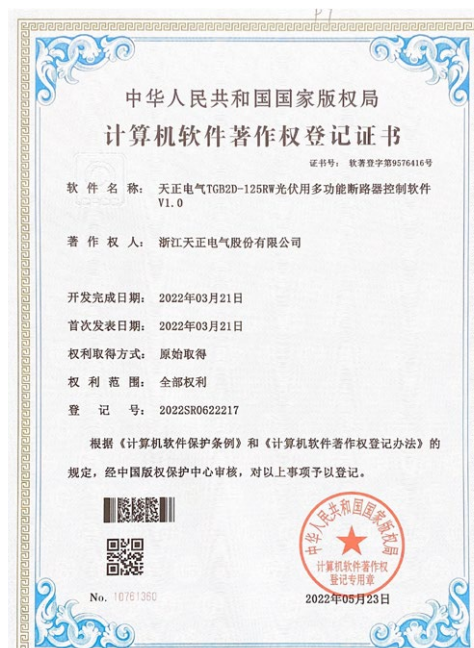 中华人民共和国国家版权局
计算机软件著作权登记证书
证书号： 软著登字第9576416号
软件名称： 天正电气TGB2D-125RW光伏用多功能断路器控制软件
V1.0
著作权人： 浙江天正电气股份有限公司
开发完成日期： 2022年03月21日
首次发表日期： 2022年03月21日
权利取得方式： 原始取得
权利范围： 全部权利
登记号： 2022SR0622217
根据《计算机软件保护条例》和《计算机软件著作权登记办法》的
规定，经中国版权保护中心审核，对以上事项予以登记。
中华人民共和国国家版权局
计算机软件著作权
登记专用章
No. 10761360
2022年05月23日